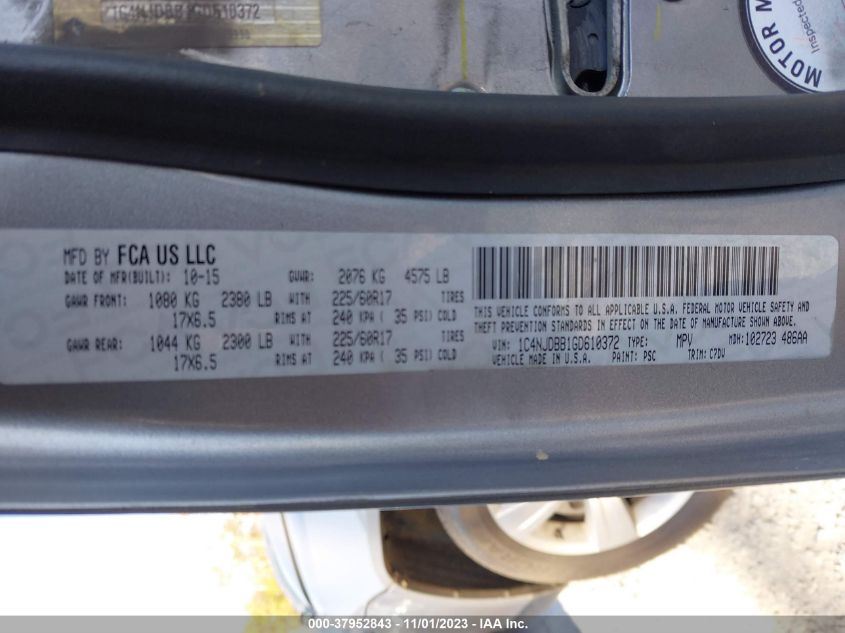 1C4NJDBB1GD610372
MOTOR
Inspected
MFD BY FCA US LLC
DATE OF MFR(BUILT): 10-15 GVWR: 2076 KG 4575 LB
GAWR FRONT: 1080 KG 2380 LB WITH 225/60R17 TIRES
17X6.5 RIMS AT 240 KPA ( 35 PSI) COLD
GAWR REAR: 1044 KG 2300 LB WITH 225/60R17 TIRES
17X6.5 RIMS AT 240 KPA ( 35 PSI) COLD
THIS VEHICLE CONFORMS TO ALL APPLICABLE U.S.A. FEDERAL MOTOR VEHICLE SAFETY AND
THEFT PREVENTION STANDARDS IN EFFECT ON THE DATE OF MANUFACTURE SHOWN ABOVE.
VIN: 1C4NJDBB1GD610372 TYPE: MPV MDH: 102723 486AA
VEHICLE MADE IN U.S.A. PAINT: PSC TRIM: C7DV
000-37952843 - 11/01/2023 - IAA Inc.